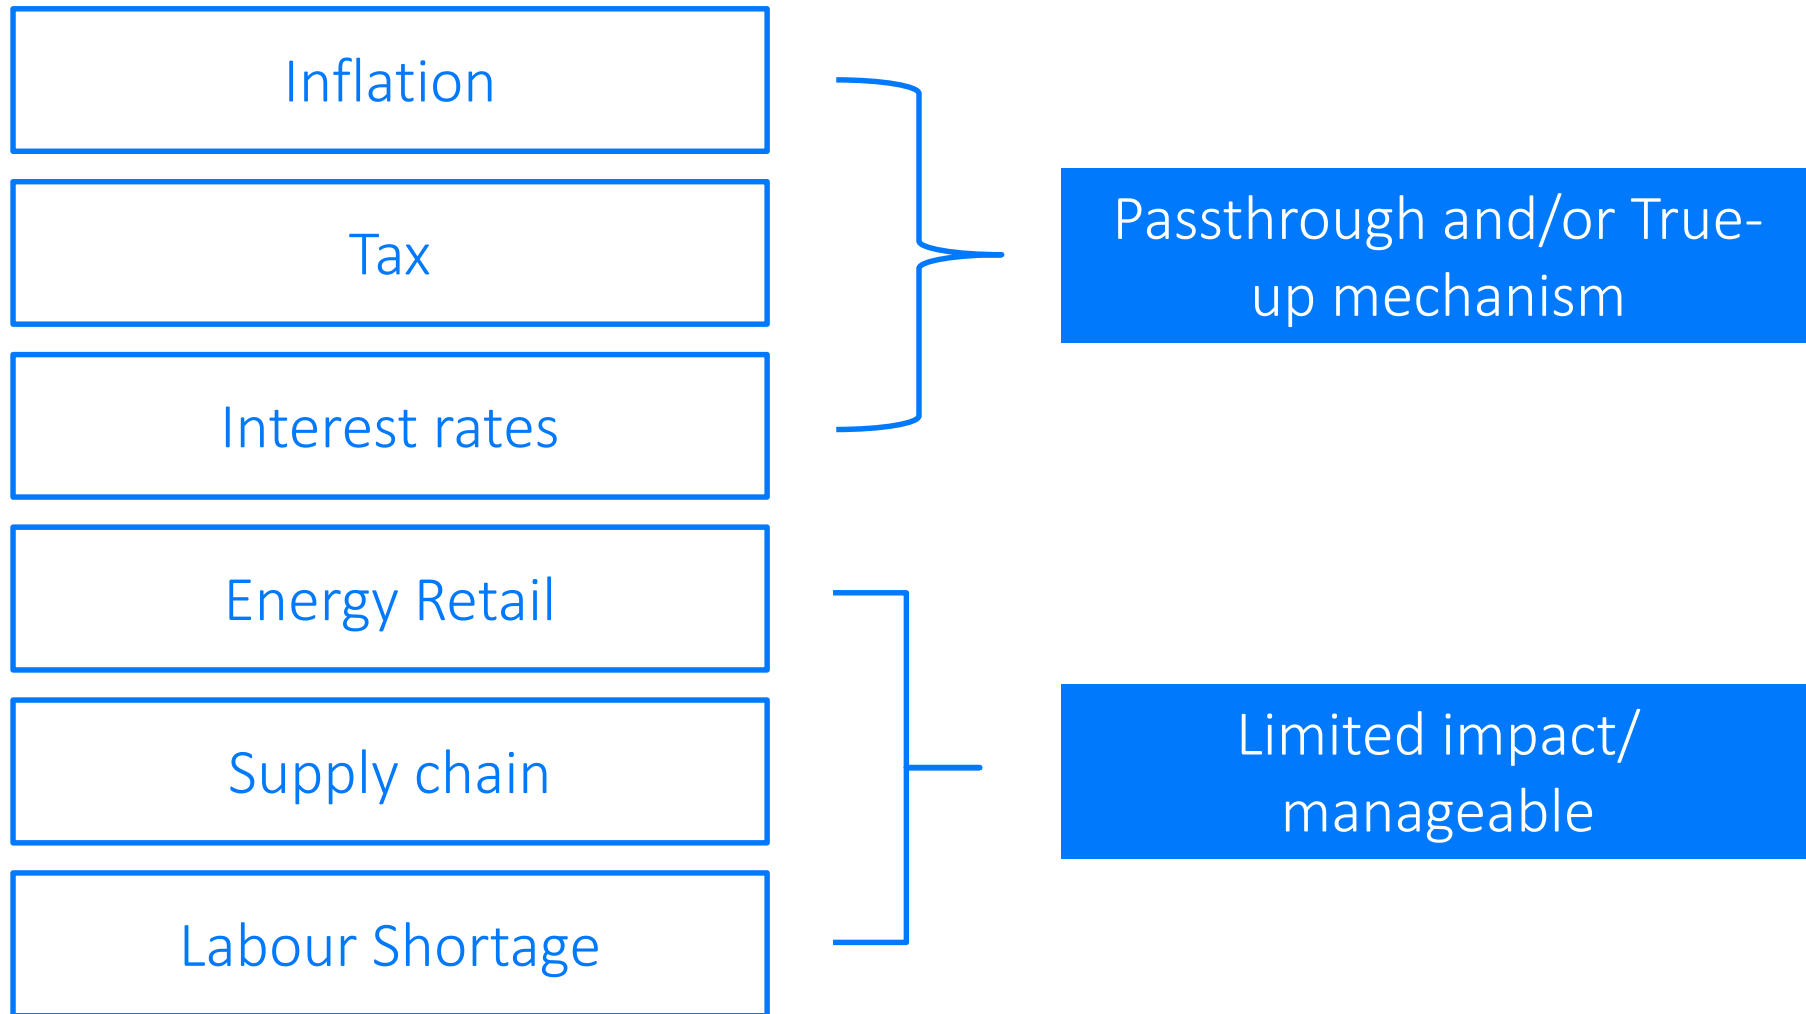 Inflation
Tax
Interest rates
Passthrough and/or True-
up mechanism
Energy Retail
Supply chain
Labour Shortage
Limited impact/
manageable